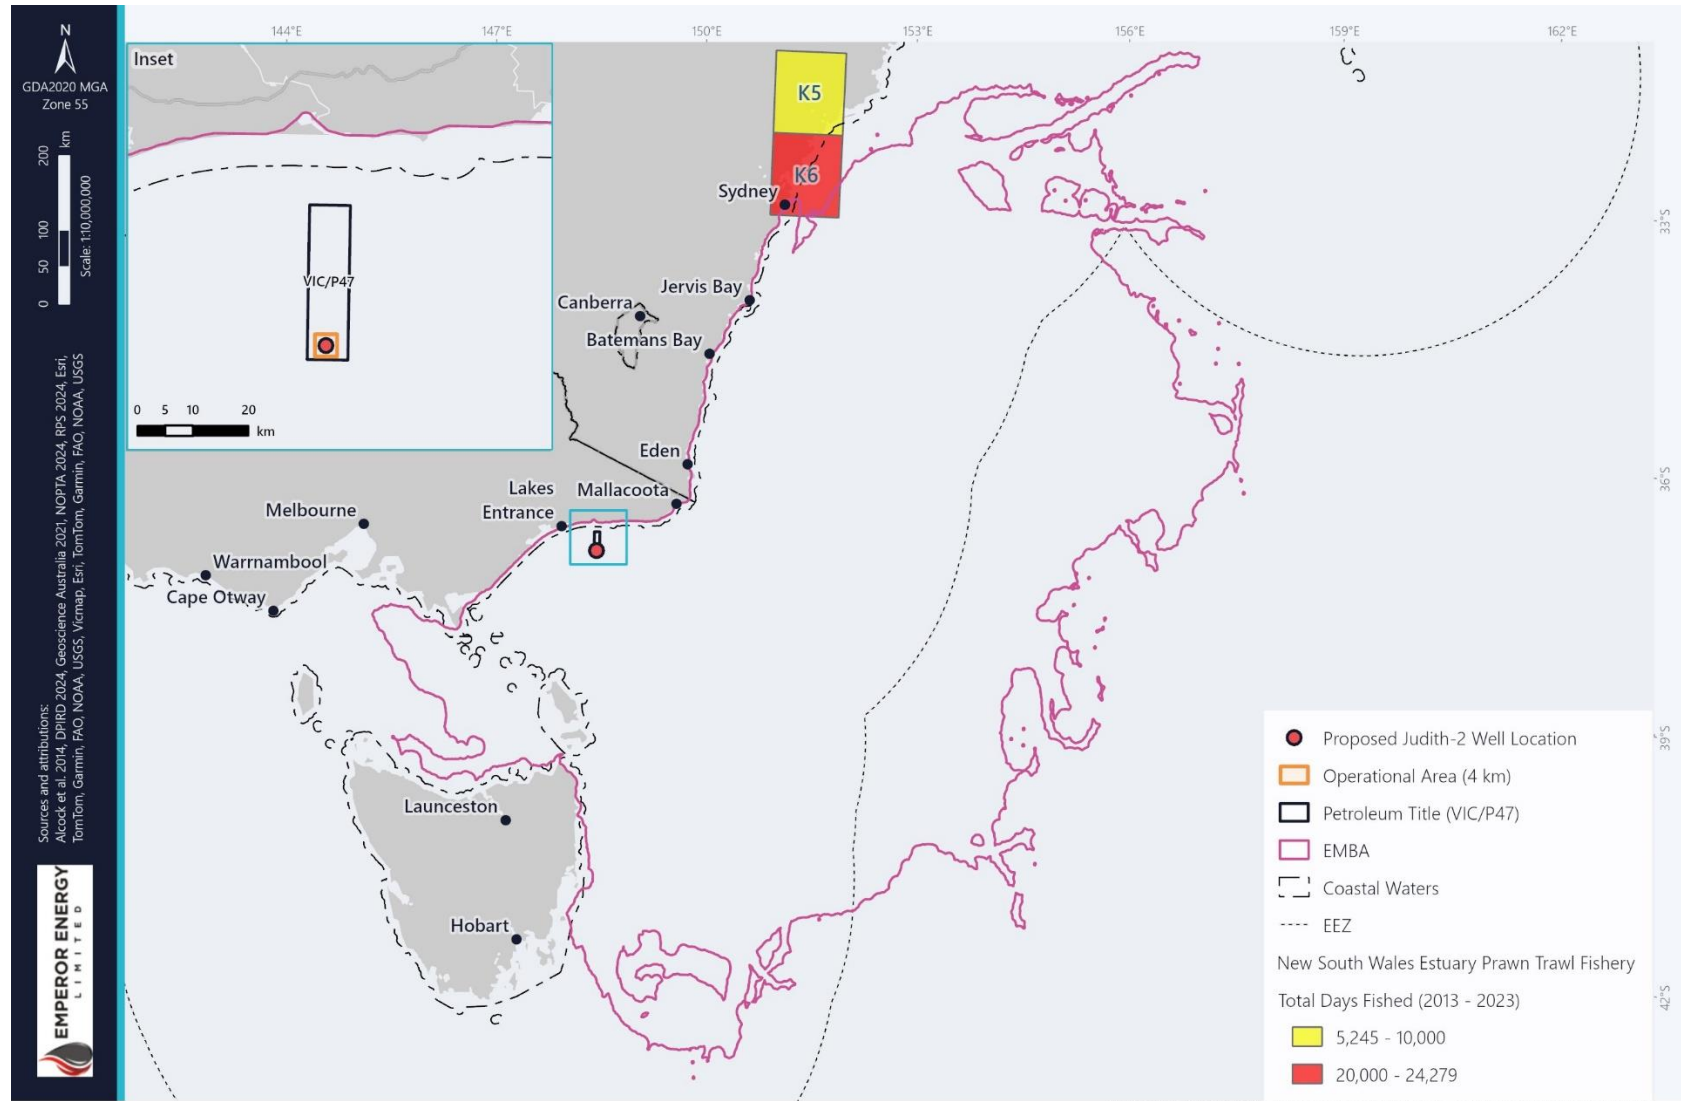 N
GDA2020 MGA
Zone 55
0 50 100 200
km
Scale: 1:10,000,000
Sources and attributions:
Alcock et al. 2014, DPIRD 2024, Geoscience Australia 2021, NOPTA 2024, RPS 2024, Esri,
TomTom, Garmin, FAO, NOAA, USGS, Vicmap, Esri, TomTom, Garmin, FAO, NOAA, USGS
EMPEROR ENERGY
LIMITED
144°E 147°E 150°E 153°E 156°E 159°E 162°E
Inset
VIC/P47
0 5 10 20
km
K5
K6
Sydney
Jervis Bay
Canberra
Batemans Bay
Eden
Mallacoota
Lakes
Entrance
Melbourne
Warrnambool
Cape Otway
Launceston
Hobart
33°S
36°S
39°S
42°S
Proposed Judith-2 Well Location
Operational Area (4 km)
Petroleum Title (VIC/P47)
EMBA
Coastal Waters
EEZ
New South Wales Estuary Prawn Trawl Fishery
Total Days Fished (2013 - 2023)
5,245 - 10,000
20,000 - 24,279